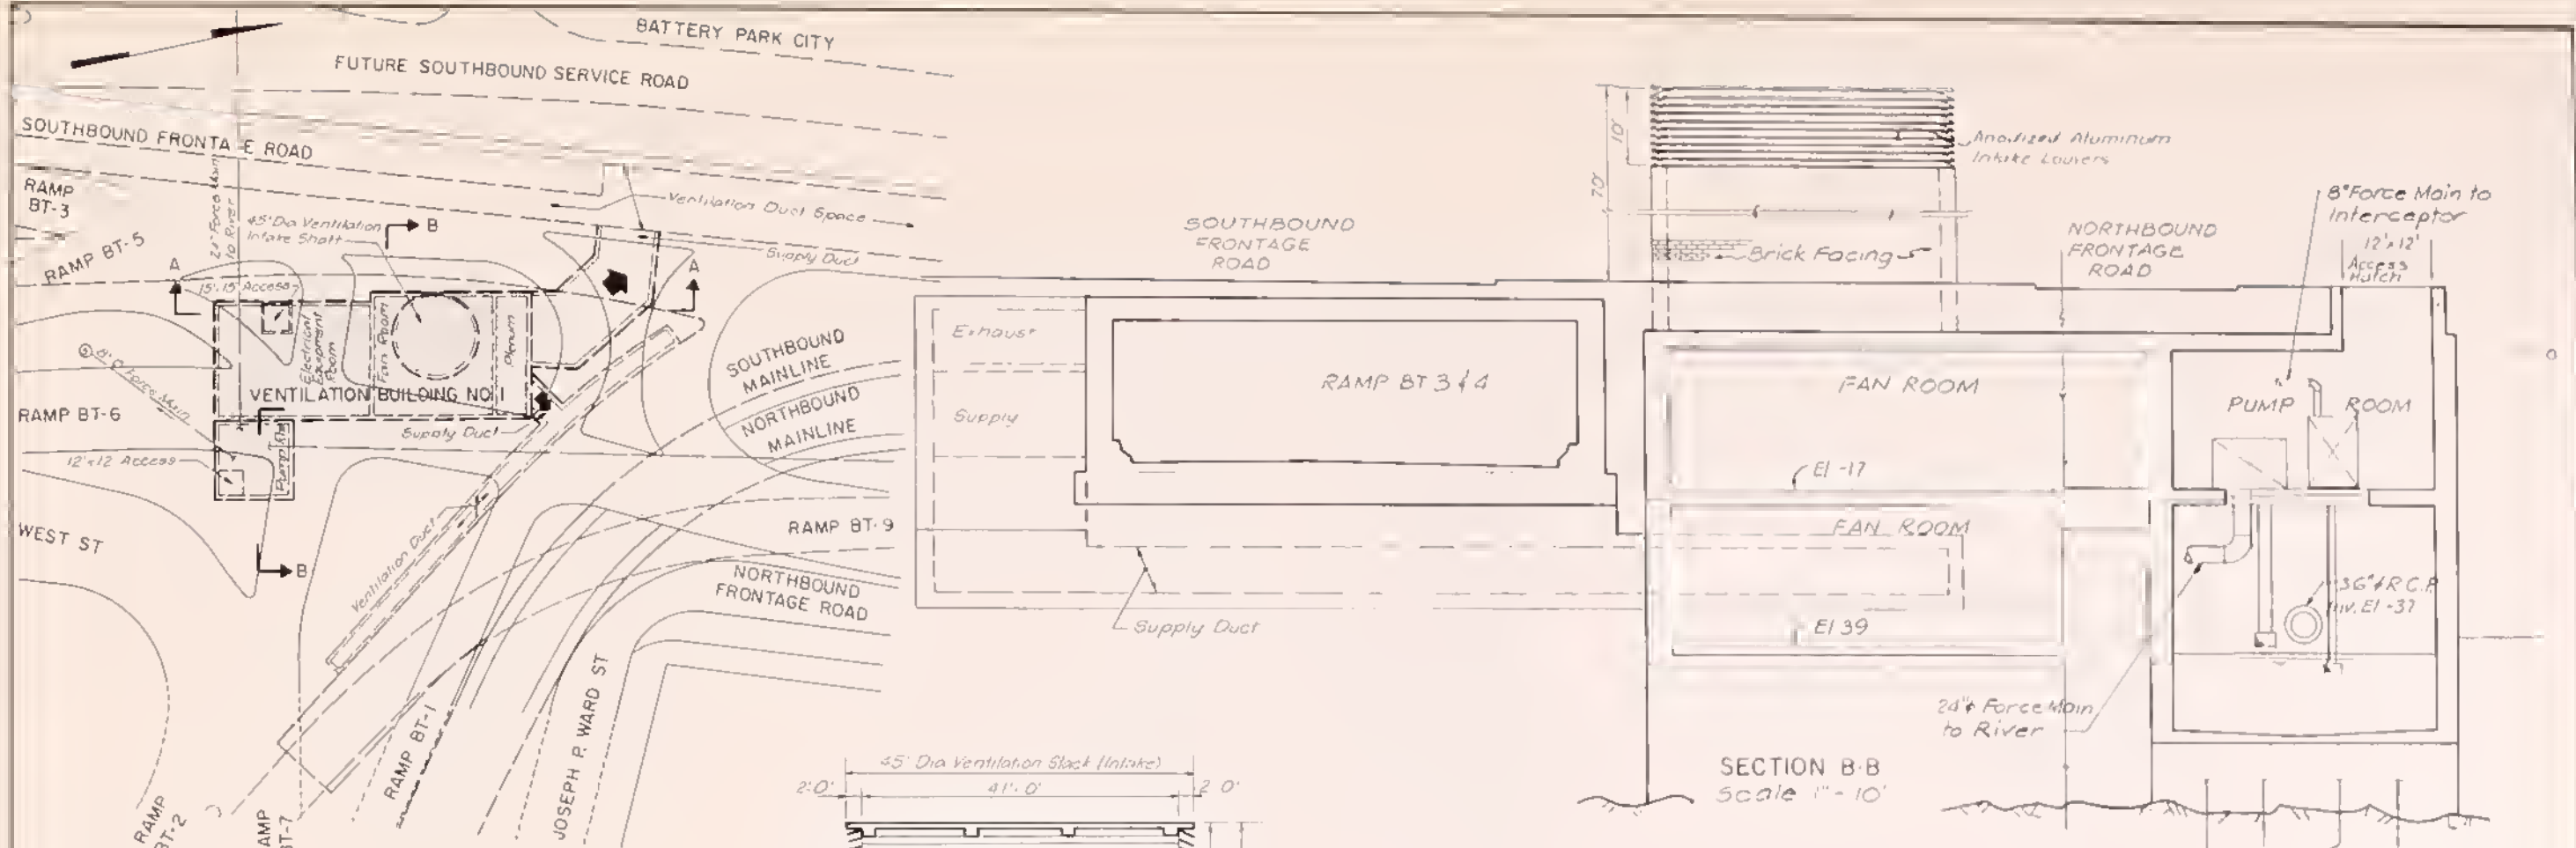 BATTERY PARK CITY
FUTURE SOUTHBOUND SERVICE ROAD
SOUTHBOUND FRONTA E ROAD
RAMP
BT-3
RAMP BT-5
24" Force Main
to River
45' Dia Ventilation
Intake Shaft
B
Ventilation Duct Space
Supply Duct
A
A
15'x15' Access
Electrical
Equipment
Room
Fan Room
Plenum
VENTILATION BUILDING NO. 1
8" Force Main
RAMP BT-6
Supply Duct
12'x12' Access
Pump Rm
WEST ST
B
Ventilation Duct
SOUTHBOUND
MAINLINE
NORTHBOUND
MAINLINE
RAMP BT-9
NORTHBOUND
FRONTAGE ROAD
JOSEPH P. WARD ST
RAMP BT-1
RAMP
BT-2
AMP
BT-7
SOUTHBOUND
FRONTAGE
ROAD
10'
20'
Anodized Aluminum
Intake Louvers
Brick Facing
NORTHBOUND
FRONTAGE
ROAD
8" Force Main to
Interceptor
12'x12'
Access
Hatch
Exhaust
Supply
RAMP BT 3 & 4
FAN ROOM
El -17
FAN ROOM
El 39
PUMP ROOM
36"φ R.C.P.
Inv. El -37
Supply Duct
24"φ Force Main
to River
SECTION B-B
Scale 1" - 10'
45' Dia Ventilation Stack (Intake)
2'-0"
41'-0"
2'-0"